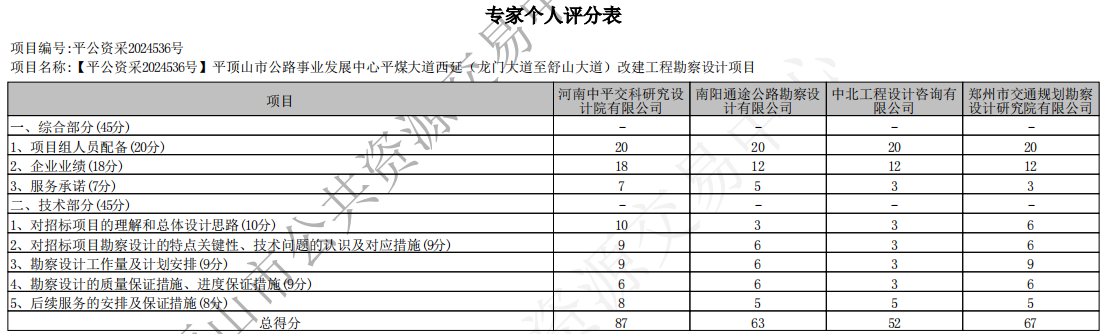 专家个人评分表
项目编号:平公资采2024536号
项目名称:【平公资采2024536号】平顶山市公路事业发展中心平煤大道西延（龙门大道至舒山大道）改建工程勘察设计项目
项目 河南中平交科研究设计院有限公司 南阳通途公路勘察设计有限公司 中北工程设计咨询有限公司 郑州市交通规划勘察设计研究院有限公司
一、综合部分(45分) – – – –
1、项目组人员配备(20分) 20 20 20 20
2、企业业绩(18分) 18 12 12 12
3、服务承诺(7分) 7 5 3 3
二、技术部分(45分) – – – –
1、对招标项目的理解和总体设计思路(10分) 10 3 3 6
2、对招标项目勘察设计的特点关键性、技术问题的认识及对应措施(9分) 9 6 3 6
3、勘察设计工作量及计划安排(9分) 9 6 3 9
4、勘察设计的质量保证措施、进度保证措施(9分) 6 6 3 6
5、后续服务的安排及保证措施(8分) 8 5 5 5
总得分 87 63 52 67